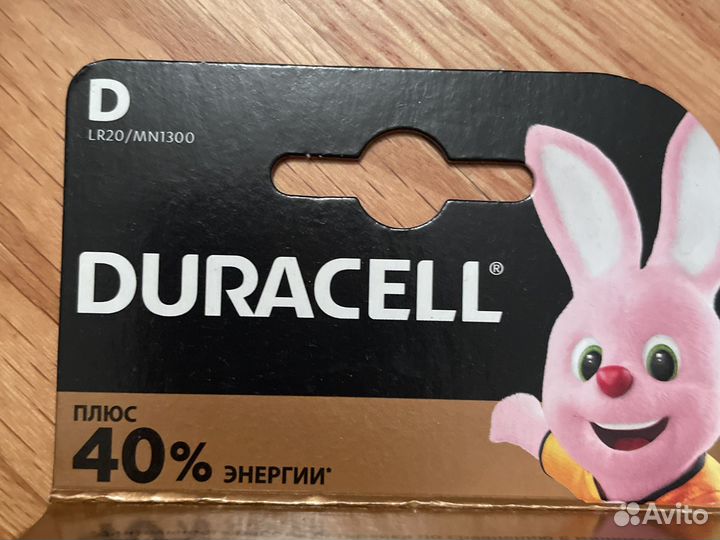 D
LR20/MN1300
DURACELL®
ПЛЮС
40% ЭНЕРГИИ*
Avito